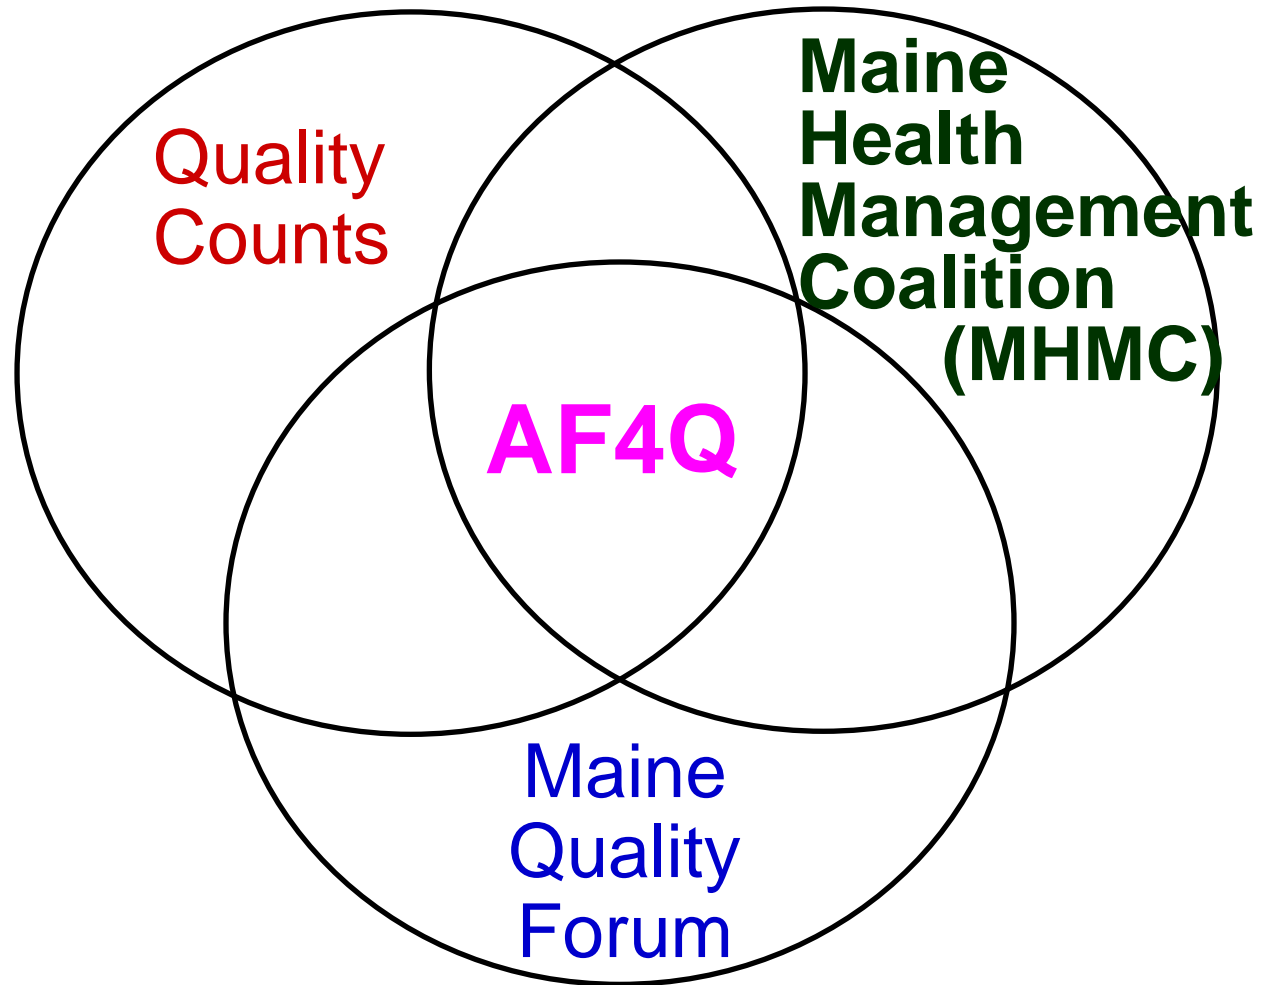 Quality
Counts
Maine
Health
Management
Coalition
(MHMC)
AF4Q
Maine
Quality
Forum